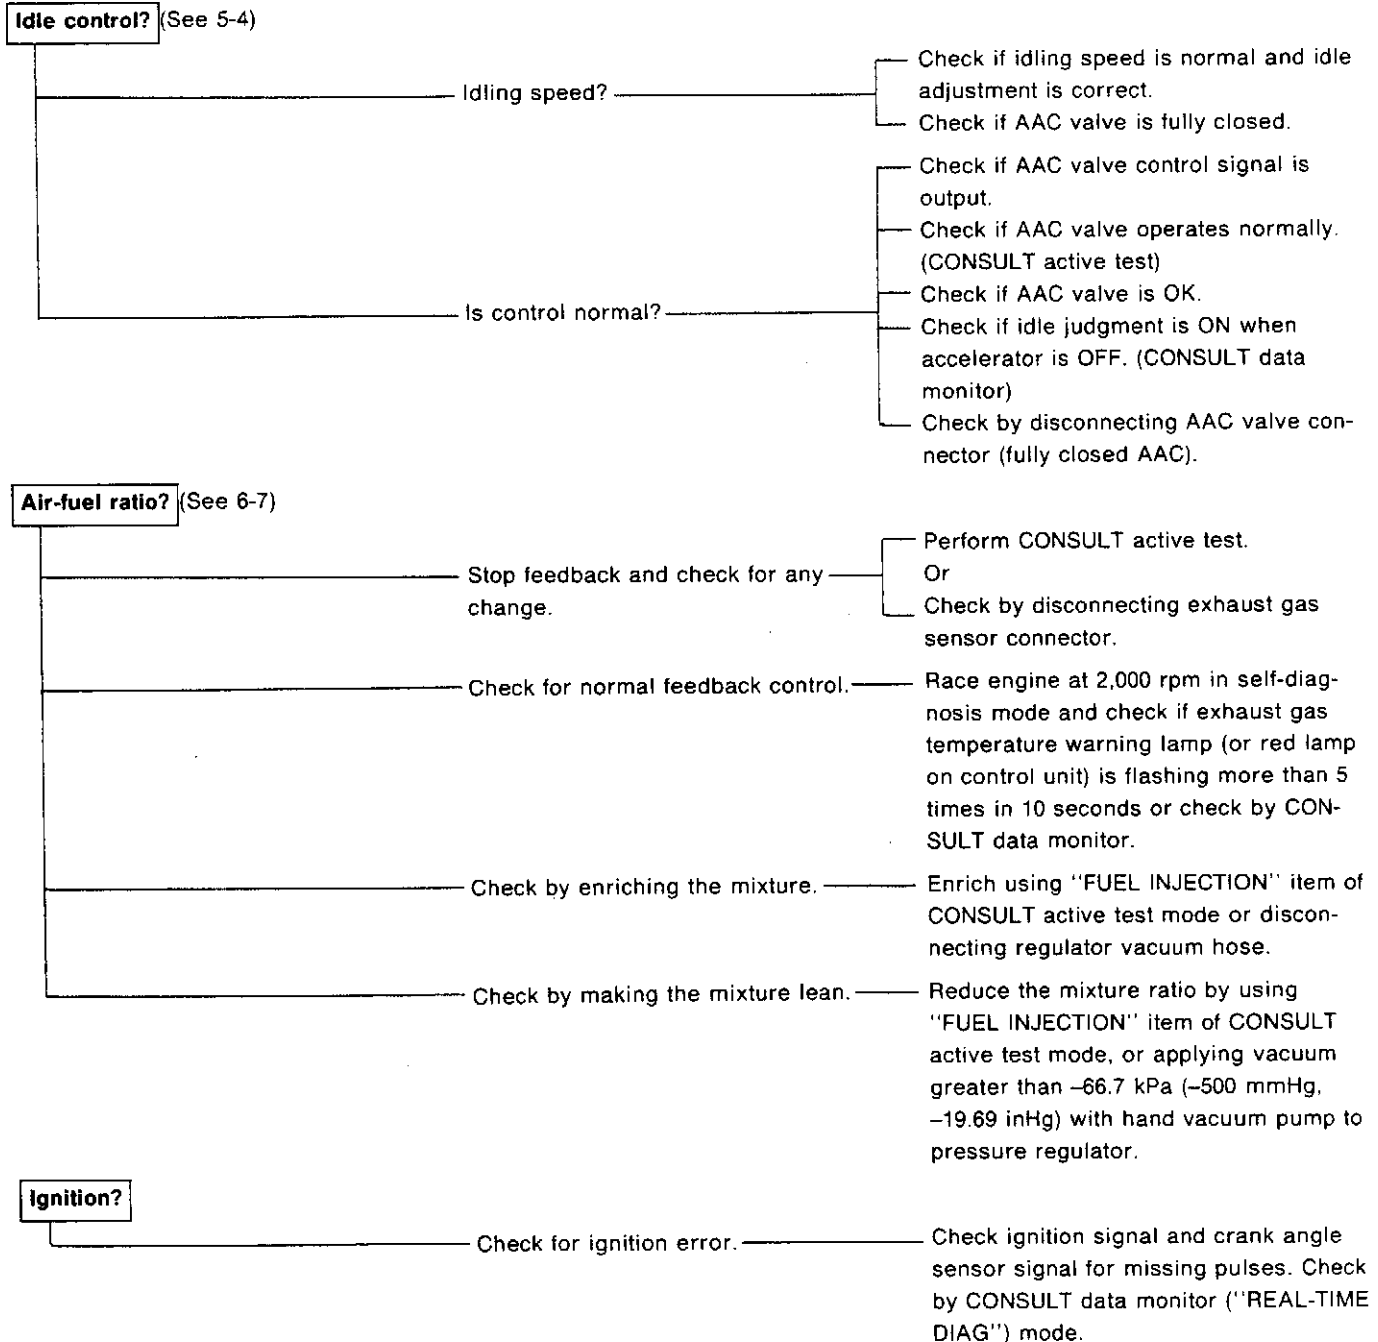 Idle control? (See 5-4)
Idling speed?
Check if idling speed is normal and idle
adjustment is correct.
Check if AAC valve is fully closed.
Is control normal?
Check if AAC valve control signal is
output.
Check if AAC valve operates normally.
(CONSULT active test)
Check if AAC valve is OK.
Check if idle judgment is ON when
accelerator is OFF. (CONSULT data
monitor)
Check by disconnecting AAC valve con-
nector (fully closed AAC).
Air-fuel ratio? (See 6-7)
Stop feedback and check for any
change.
Perform CONSULT active test.
Or
Check by disconnecting exhaust gas
sensor connector.
Check for normal feedback control.
Race engine at 2,000 rpm in self-diag-
nosis mode and check if exhaust gas
temperature warning lamp (or red lamp
on control unit) is flashing more than 5
times in 10 seconds or check by CON-
SULT data monitor.
Check by enriching the mixture.
Enrich using "FUEL INJECTION" item of
CONSULT active test mode or discon-
necting regulator vacuum hose.
Check by making the mixture lean.
Reduce the mixture ratio by using
"FUEL INJECTION" item of CONSULT
active test mode, or applying vacuum
greater than –66.7 kPa (–500 mmHg,
–19.69 inHg) with hand vacuum pump to
pressure regulator.
Ignition?
Check for ignition error.
Check ignition signal and crank angle
sensor signal for missing pulses. Check
by CONSULT data monitor ("REAL-TIME
DIAG") mode.